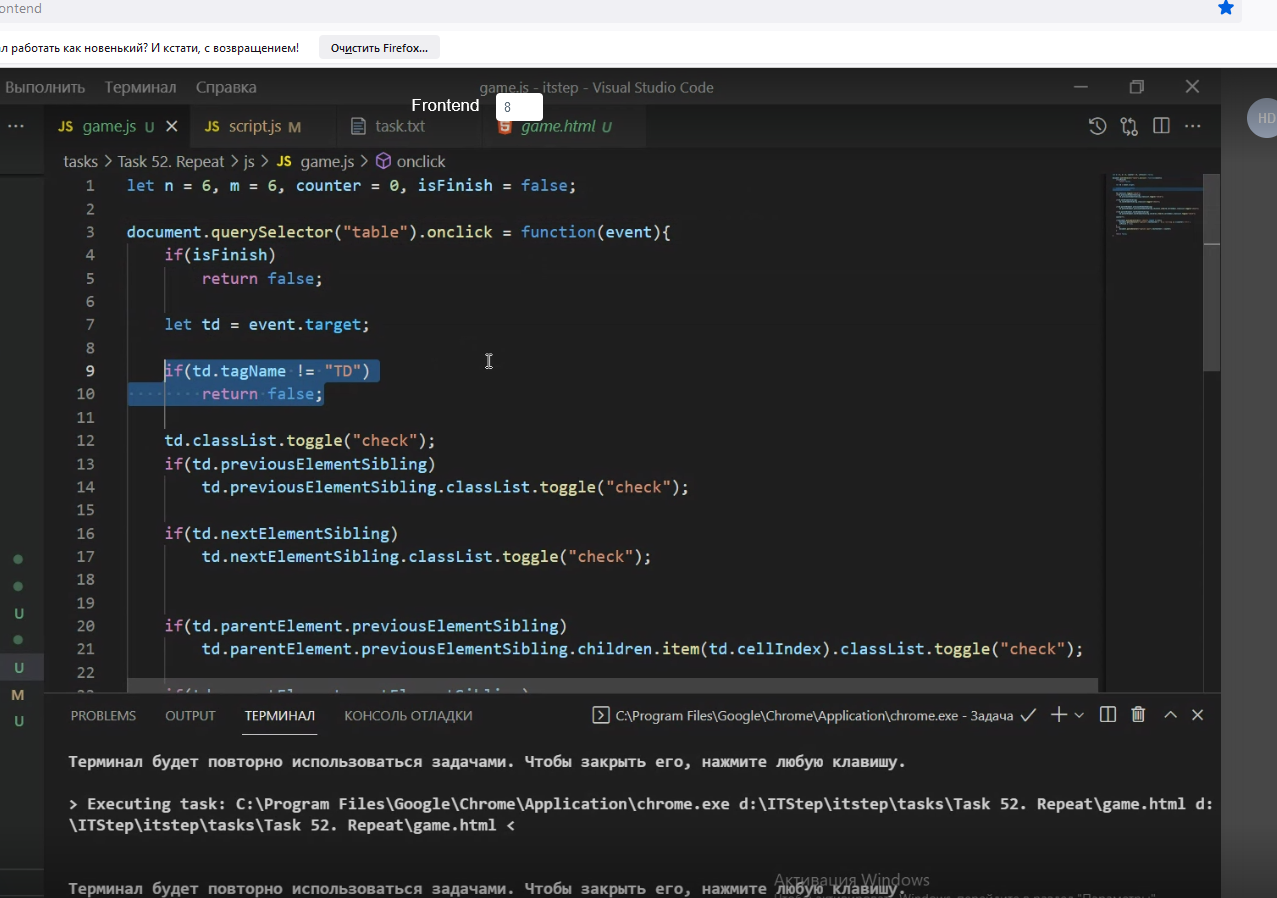 ontend
л работать как новенький? И кстати, с возвращением! Очистить Firefox...
Выполнить Терминал Справка game.js - itstep - Visual Studio Code
Frontend 8
JS game.js U JS script.js M task.txt game.html U
HD
tasks > Task 52. Repeat > js > JS game.js > onclick
1 let n = 6, m = 6, counter = 0, isFinish = false;
2
3 document.querySelector("table").onclick = function(event){
4 if(isFinish)
5 return false;
6
7 let td = event.target;
8
9 if(td.tagName != "TD")
10 return false;
11
12 td.classList.toggle("check");
13 if(td.previousElementSibling)
14 td.previousElementSibling.classList.toggle("check");
15
16 if(td.nextElementSibling)
17 td.nextElementSibling.classList.toggle("check");
18
19
20 if(td.parentElement.previousElementSibling)
21 td.parentElement.previousElementSibling.children.item(td.cellIndex).classList.toggle("check");
22
U
U
M
U
PROBLEMS OUTPUT ТЕРМИНАЛ КОНСОЛЬ ОТЛАДКИ C:\Program Files\Google\Chrome\Application\chrome.exe - Задача
Терминал будет повторно использоваться задачами. Чтобы закрыть его, нажмите любую клавишу.
> Executing task: C:\Program Files\Google\Chrome\Application\chrome.exe d:\ITStep\itstep\tasks\Task 52. Repeat\game.html d:
\ITStep\itstep\tasks\Task 52. Repeat\game.html <
Активация Windows
Терминал будет повторно использоваться задачами. Чтобы закрыть его, нажмите любую клавишу.